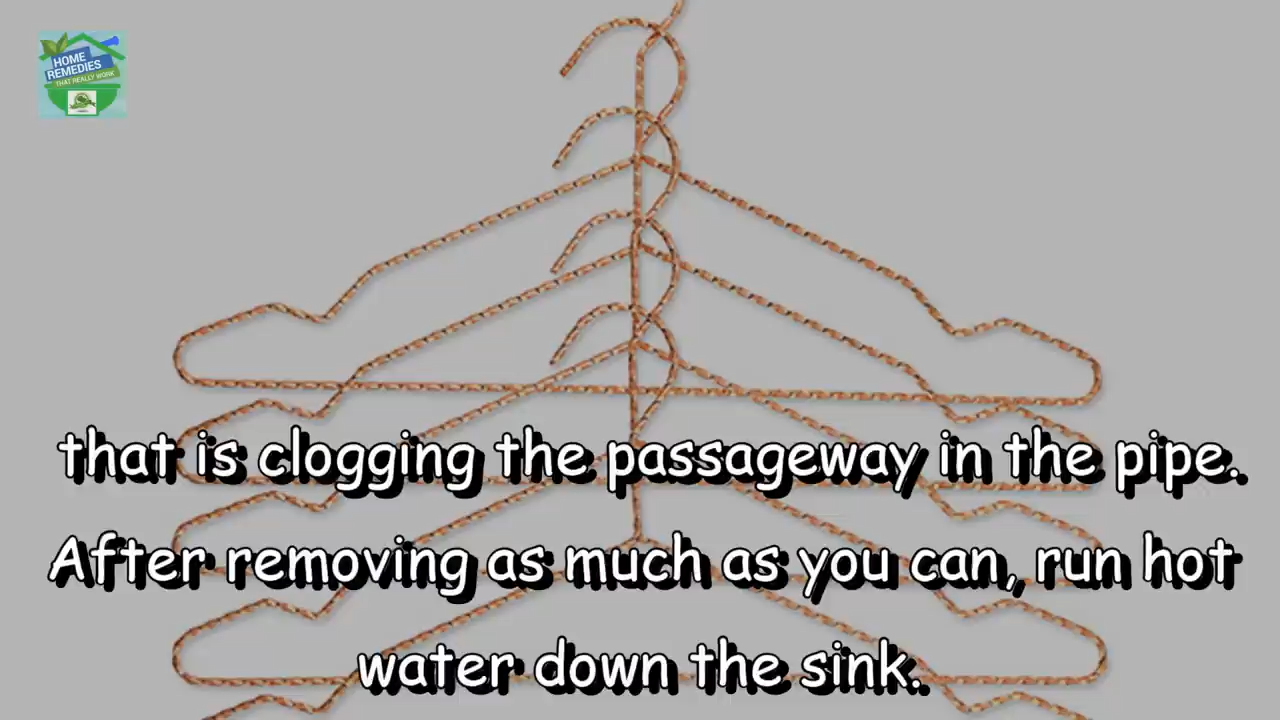 HOME
REMEDIES
THAT REALLY WORK
that is clogging the passageway in the pipe.
After removing as much as you can, run hot
water down the sink.